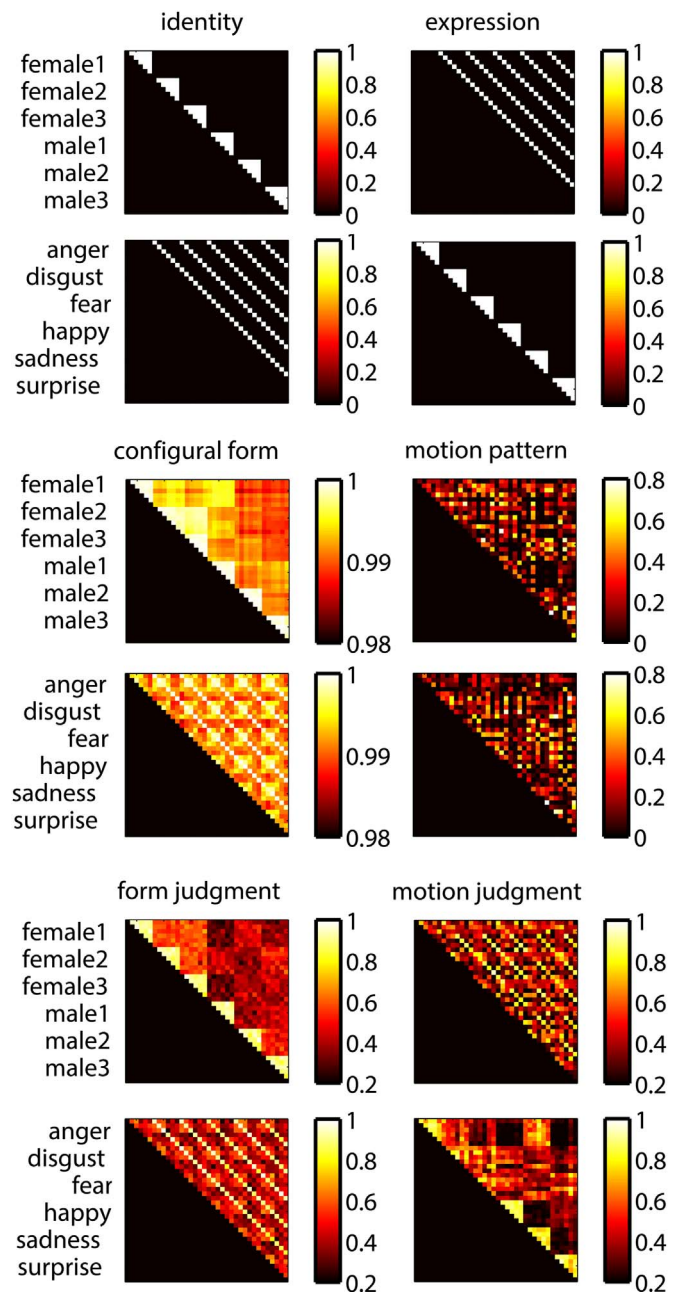 identity expression
female1
female2
female3
male1
male2
male3
1
0.8
0.6
0.4
0.2
0
1
0.8
0.6
0.4
0.2
0
anger
disgust
fear
happy
sadness
surprise
1
0.8
0.6
0.4
0.2
0
1
0.8
0.6
0.4
0.2
0
configural form motion pattern
female1
female2
female3
male1
male2
male3
1
0.99
0.98
0.8
0.6
0.4
0.2
0
anger
disgust
fear
happy
sadness
surprise
1
0.99
0.98
0.8
0.6
0.4
0.2
0
form judgment motion judgment
female1
female2
female3
male1
male2
male3
1
0.8
0.6
0.4
0.2
1
0.8
0.6
0.4
0.2
anger
disgust
fear
happy
sadness
surprise
1
0.8
0.6
0.4
0.2
1
0.8
0.6
0.4
0.2